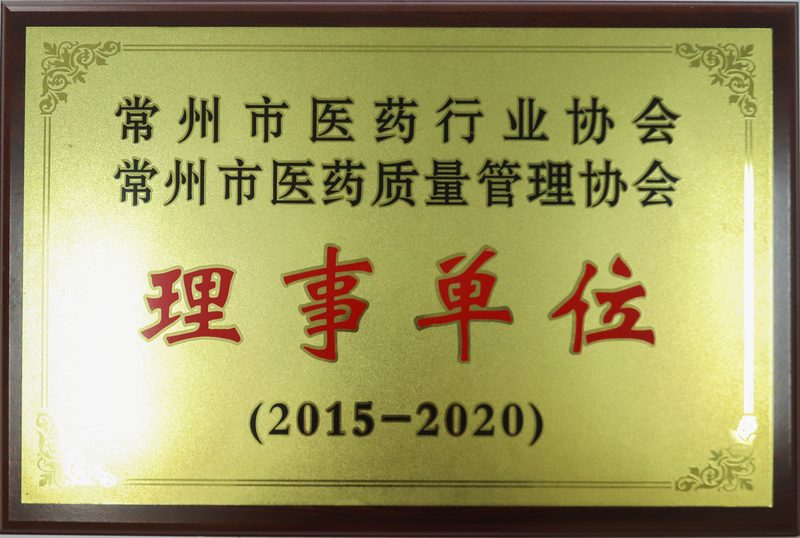 常州市医药行业协会
常州市医药质量管理协会
理事单位
(2015-2020)